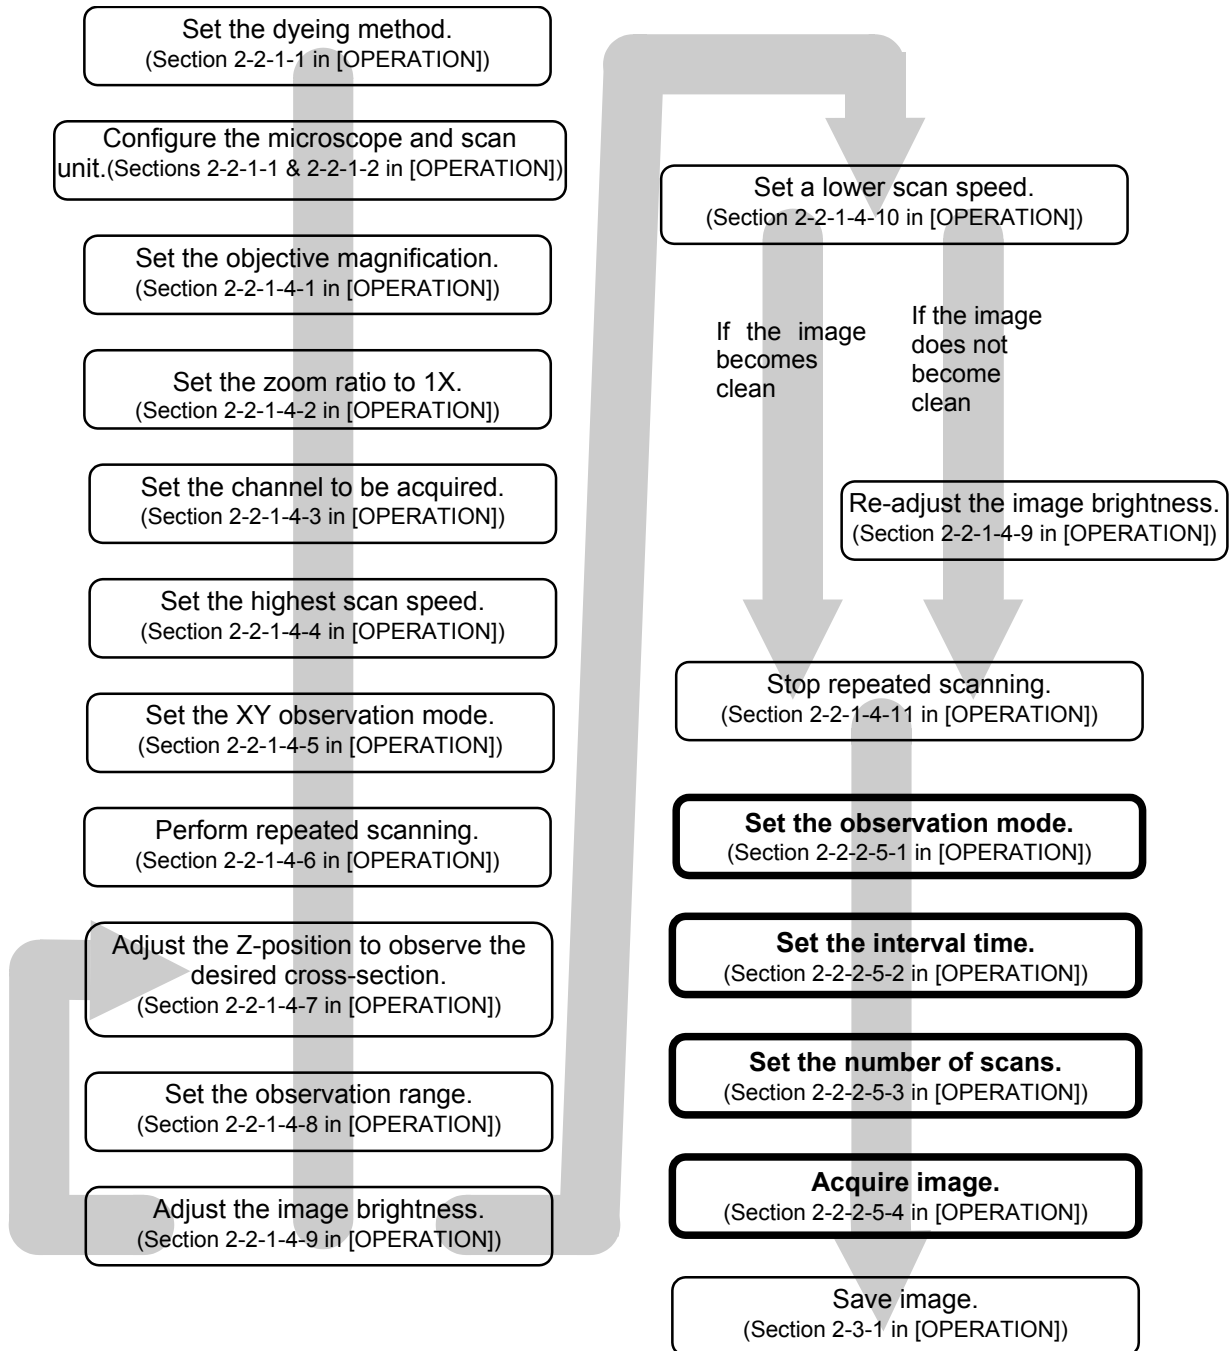 Set the dyeing method.
(Section 2-2-1-1 in [OPERATION])
Configure the microscope and scan
unit.(Sections 2-2-1-1 & 2-2-1-2 in [OPERATION])
Set the objective magnification.
(Section 2-2-1-4-1 in [OPERATION])
Set the zoom ratio to 1X.
(Section 2-2-1-4-2 in [OPERATION])
Set the channel to be acquired.
(Section 2-2-1-4-3 in [OPERATION])
Set the highest scan speed.
(Section 2-2-1-4-4 in [OPERATION])
Set the XY observation mode.
(Section 2-2-1-4-5 in [OPERATION])
Perform repeated scanning.
(Section 2-2-1-4-6 in [OPERATION])
Adjust the Z-position to observe the
desired cross-section.
(Section 2-2-1-4-7 in [OPERATION])
Set the observation range.
(Section 2-2-1-4-8 in [OPERATION])
Adjust the image brightness.
(Section 2-2-1-4-9 in [OPERATION])
Set a lower scan speed.
(Section 2-2-1-4-10 in [OPERATION])
If the image
becomes
clean
If the image
does not
become
clean
Re-adjust the image brightness.
(Section 2-2-1-4-9 in [OPERATION])
Stop repeated scanning.
(Section 2-2-1-4-11 in [OPERATION])
Set the observation mode.
(Section 2-2-2-5-1 in [OPERATION])
Set the interval time.
(Section 2-2-2-5-2 in [OPERATION])
Set the number of scans.
(Section 2-2-2-5-3 in [OPERATION])
Acquire image.
(Section 2-2-2-5-4 in [OPERATION])
Save image.
(Section 2-3-1 in [OPERATION])